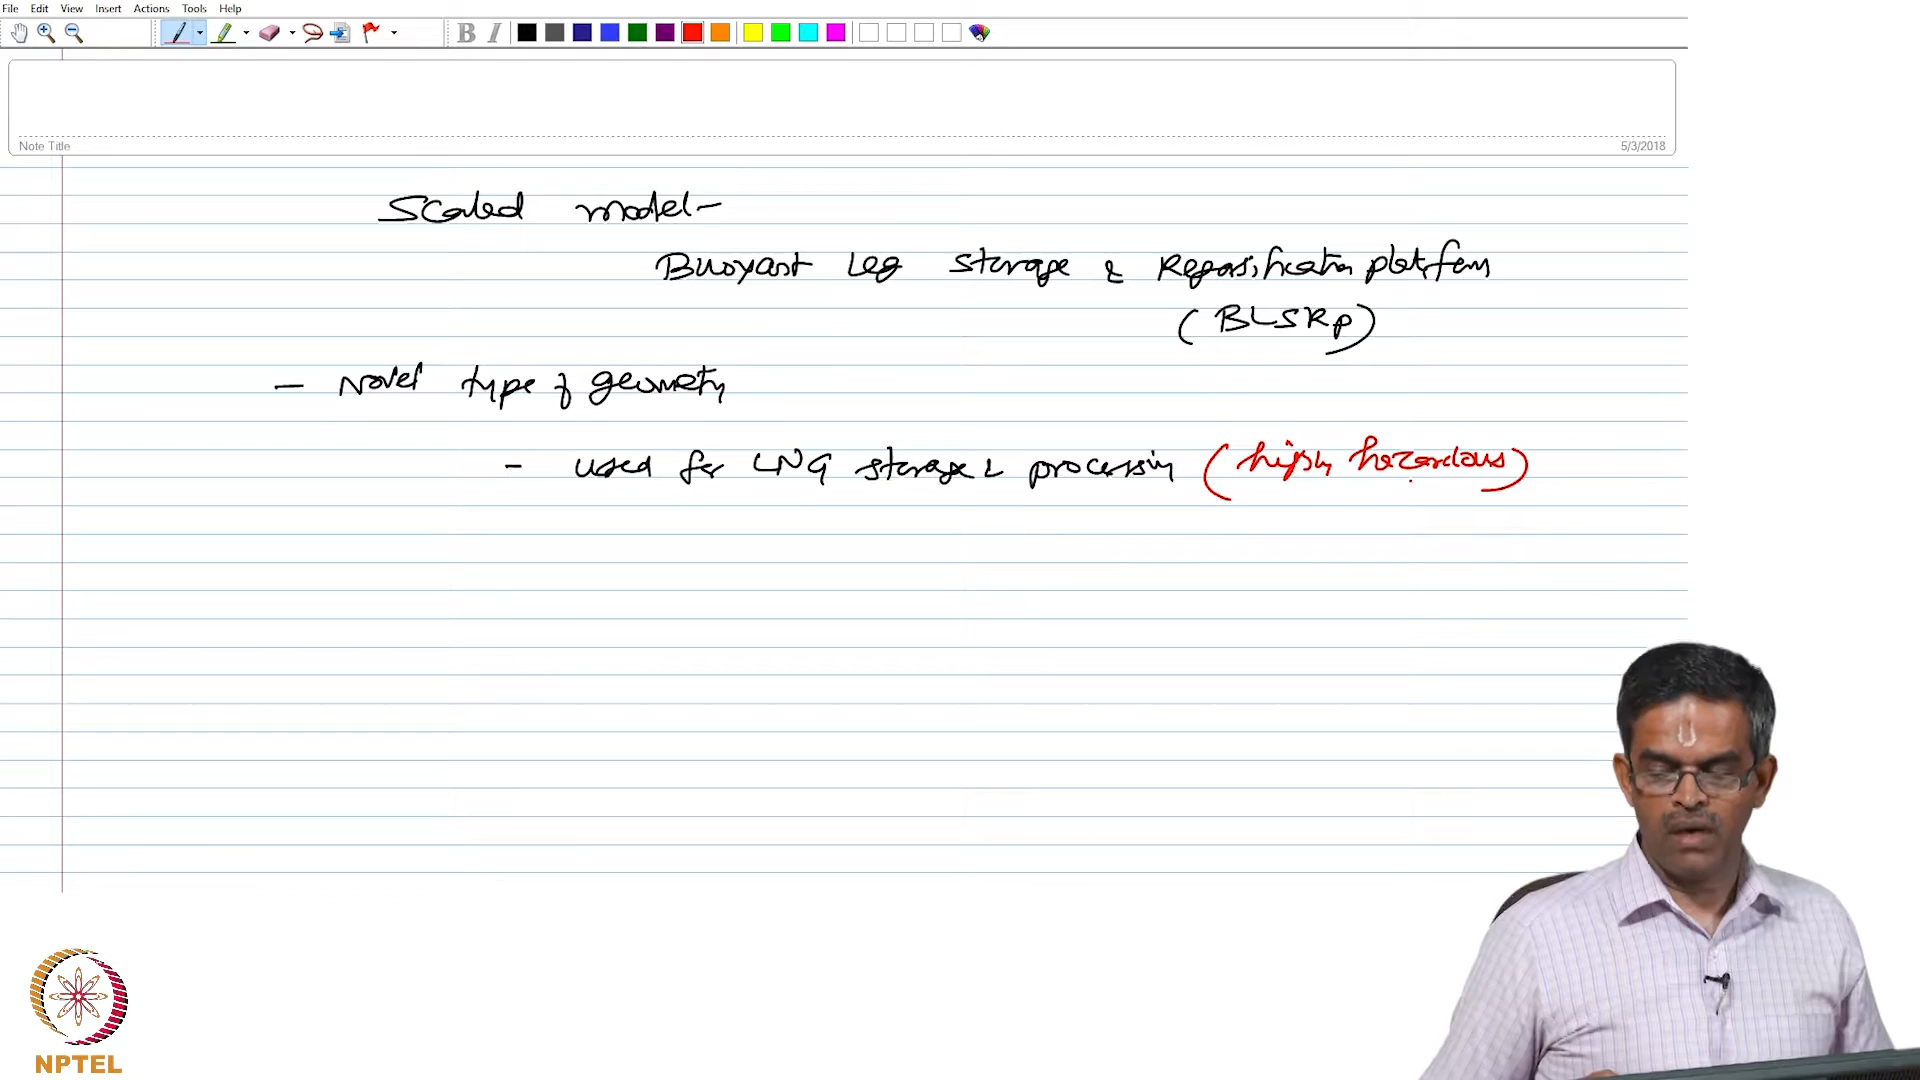 File Edit View Insert Actions Tools Help
B I
Note Title
5/3/2018
Scaled model-
Buoyant Leg storage & Regassification platform
(BLSRP)
- Novel type of geometry
- used for LNG storage & processing (highly hazardous)
NPTEL